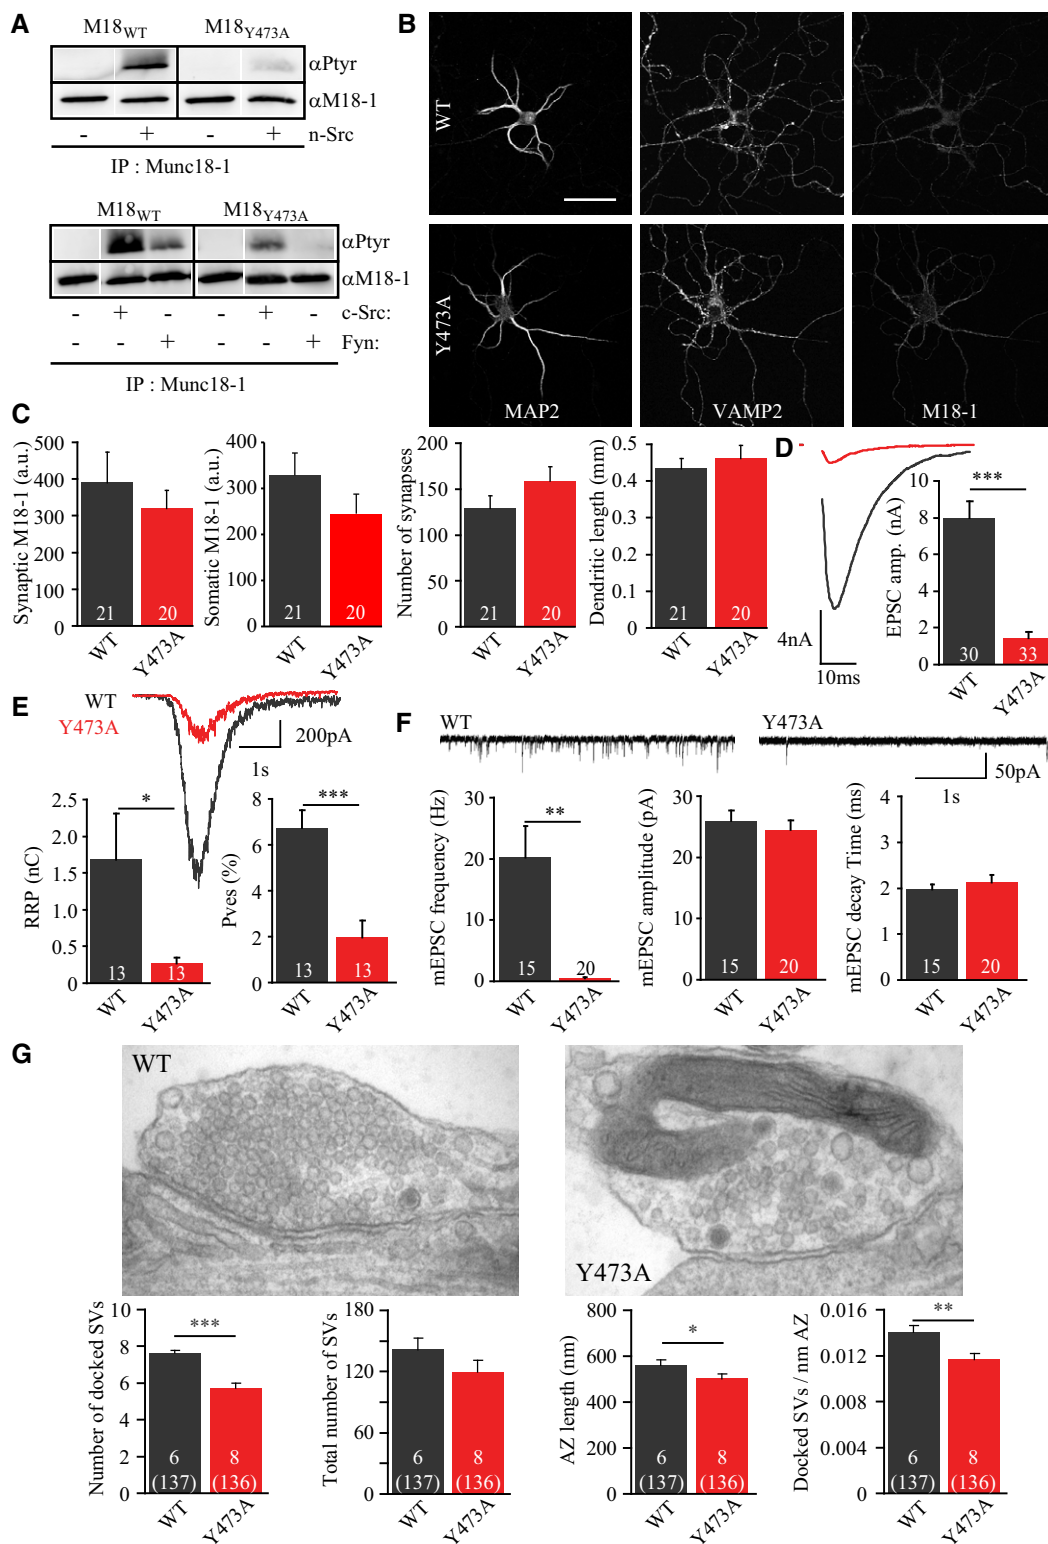 A
M18WT M18Y473A
αPtyr
αM18-1
- + - + n-Src
IP : Munc18-1
M18WT M18Y473A
αPtyr
αM18-1
- + - - + - c-Src:
- - + - - + Fyn:
IP : Munc18-1
B
WT
Y473A
MAP2 VAMP2 M18-1
C
Synaptic M18-1 (a.u.)
500
400
300
200
100
0
21 20
WT Y473A
Somatic M18-1 (a.u.)
400
300
200
100
0
21 20
WT Y473A
Number of synapses
200
150
100
50
0
21 20
WT Y473A
Dendritic length (mm)
0.5
0.4
0.3
0.2
0.1
0
21 20
WT Y473A
D
4nA
10ms
EPSC amp. (nA)
10
8
6
4
2
0
***
30 33
WT Y473A
E
WT
Y473A
200pA
1s
RRP (nC)
2.5
2.0
1.5
1.0
0.5
0
*
13 13
WT Y473A
Pves (%)
8
6
4
2
0
***
13 13
WT Y473A
F
WT Y473A
50pA
1s
mEPSC frequency (Hz)
30
20
10
0
**
15 20
WT Y473A
mEPSC amplitude (pA)
30
20
10
0
15 20
WT Y473A
mEPSC decay Time (ms)
4
3
2
1
0
15 20
WT Y473A
G
WT
Y473A
Number of docked SVs
10
8
6
4
2
0
***
6 8
(137) (136)
WT Y473A
Total number of SVs
180
120
60
0
6 8
(137) (136)
WT Y473A
AZ length (nm)
800
600
400
200
0
*
6 8
(137) (136)
WT Y473A
Docked SVs / nm AZ
0.016
0.012
0.008
0.004
0
**
6 8
(137) (136)
WT Y473A